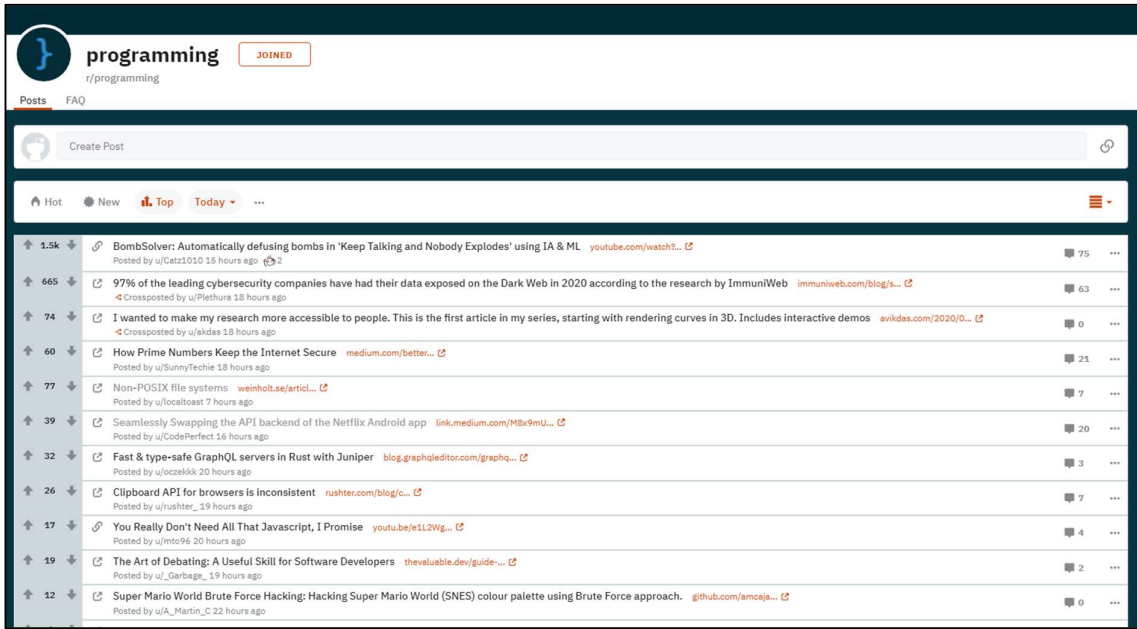 programming
JOINED
r/programming
Posts FAQ
Create Post
Hot New Top Today ...
1.5k BombSolver: Automatically defusing bombs in 'Keep Talking and Nobody Explodes' using IA & ML youtube.com/watch?... 75 ...
Posted by u/Catz1010 15 hours ago 2
665 97% of the leading cybersecurity companies have had their data exposed on the Dark Web in 2020 according to the research by ImmuniWeb immuniweb.com/blog/s... 63 ...
Crossposted by u/Plethura 18 hours ago
74 I wanted to make my research more accessible to people. This is the first article in my series, starting with rendering curves in 3D. Includes interactive demos avikdas.com/2020/0... 0 ...
Crossposted by u/akdas 18 hours ago
60 How Prime Numbers Keep the Internet Secure medium.com/better... 21 ...
Posted by u/SunnyTechie 18 hours ago
77 Non-POSIX file systems weinholt.se/articl... 7 ...
Posted by u/localtoast 7 hours ago
39 Seamlessly Swapping the API backend of the Netflix Android app link.medium.com/M8x9mU... 20 ...
Posted by u/CodePerfect 16 hours ago
32 Fast & type-safe GraphQL servers in Rust with Juniper blog.graphqleditor.com/graphq... 3 ...
Posted by u/oczekkk 20 hours ago
26 Clipboard API for browsers is inconsistent rushter.com/blog/c... 7 ...
Posted by u/rushter_ 19 hours ago
17 You Really Don't Need All That Javascript, I Promise youtu.be/e1L2Wg... 4 ...
Posted by u/mto96 20 hours ago
19 The Art of Debating: A Useful Skill for Software Developers thevaluable.dev/guide-... 2 ...
Posted by u/_Garbage_ 19 hours ago
12 Super Mario World Brute Force Hacking: Hacking Super Mario World (SNES) colour palette using Brute Force approach. github.com/amcaja... 0 ...
Posted by u/A_Martin_C 22 hours ago